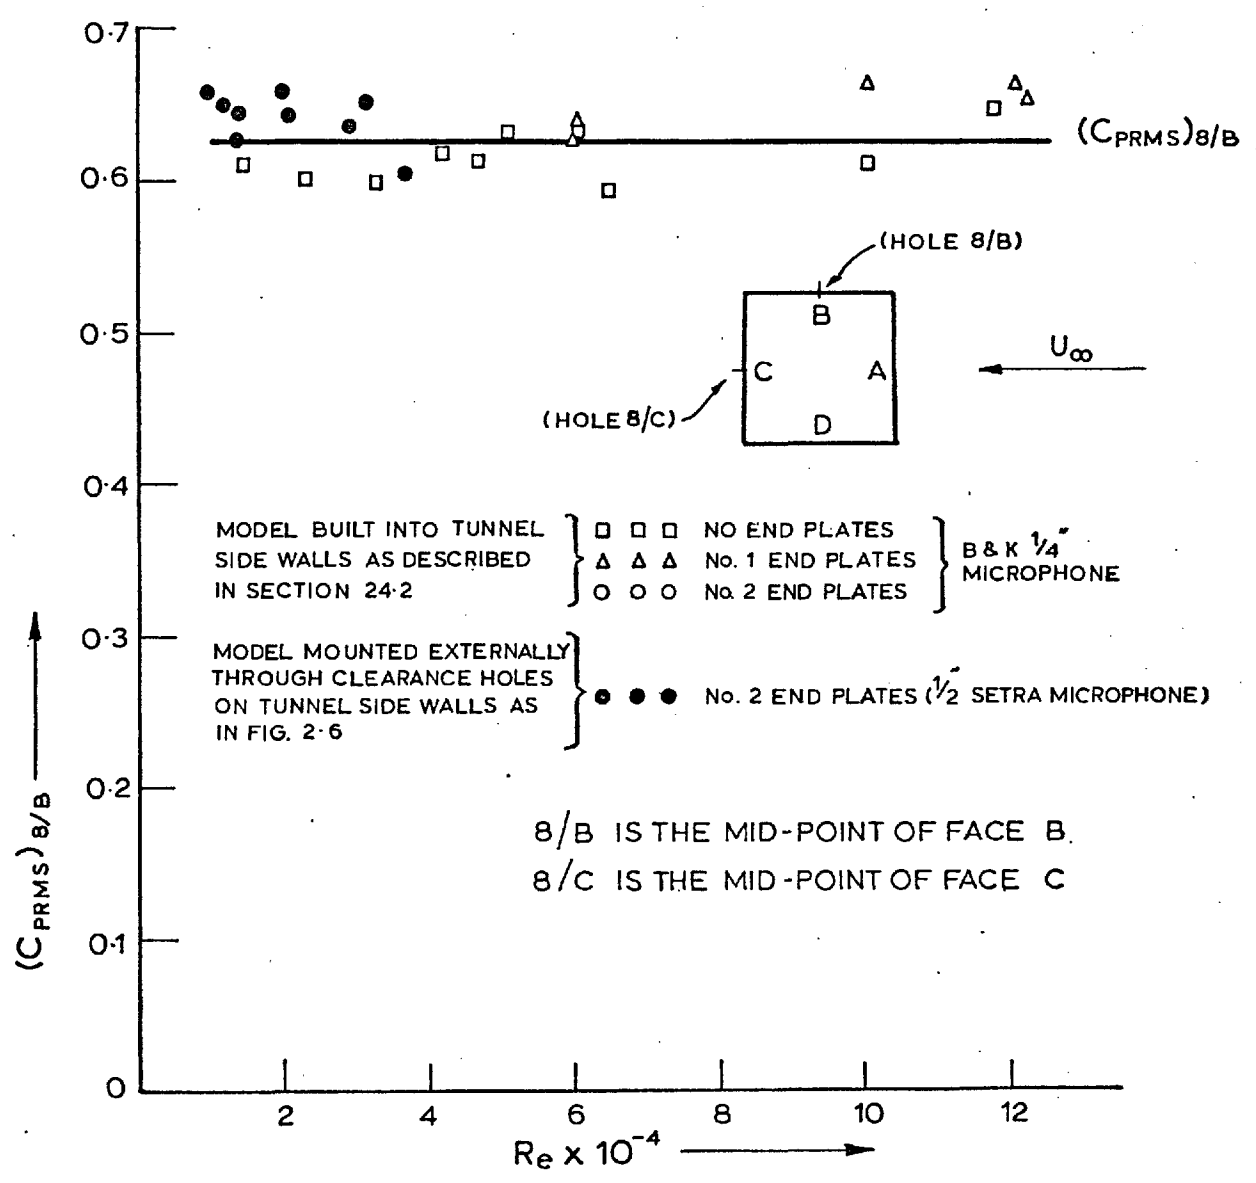 0·7
0·6
0·5
0·4
0·3
0·2
0·1
0
(CPRMS)8/B
(CPRMS)8/B
(HOLE 8/B)
B
C
A
D
U∞
(HOLE 8/C)
MODEL BUILT INTO TUNNEL
SIDE WALLS AS DESCRIBED
IN SECTION 24·2
NO END PLATES
No. 1 END PLATES
No. 2 END PLATES
B & K 1/4"
MICROPHONE
MODEL MOUNTED EXTERNALLY
THROUGH CLEARANCE HOLES
ON TUNNEL SIDE WALLS AS
IN FIG. 2·6
No. 2 END PLATES (1/2" SETRA MICROPHONE)
8/B IS THE MID-POINT OF FACE B.
8/C IS THE MID-POINT OF FACE C
2 4 6 8 10 12
Re x 10⁻⁴